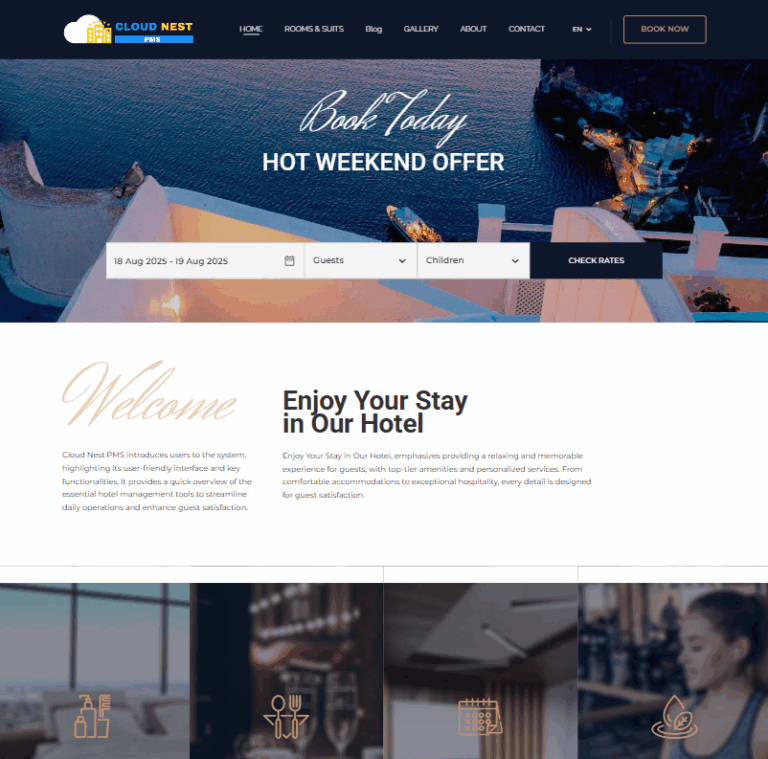 CLOUD NEST
PMS
HOME
ROOMS & SUITS
Blog
GALLERY
ABOUT
CONTACT
EN
BOOK NOW
Book Today
HOT WEEKEND OFFER
18 Aug 2025 - 19 Aug 2025
Guests
Children
CHECK RATES
Welcome
Cloud Nest PMS introduces users to the system,
highlighting its user-friendly interface and key
functionalities. It provides a quick overview of the
essential hotel management tools to streamline
daily operations and enhance guest satisfaction.
Enjoy Your Stay
in Our Hotel
Enjoy Your Stay in Our Hotel, emphasizes providing a relaxing and memorable
experience for guests, with top-tier amenities and personalized services. From
comfortable accommodations to exceptional hospitality, every detail is designed
for guest satisfaction.